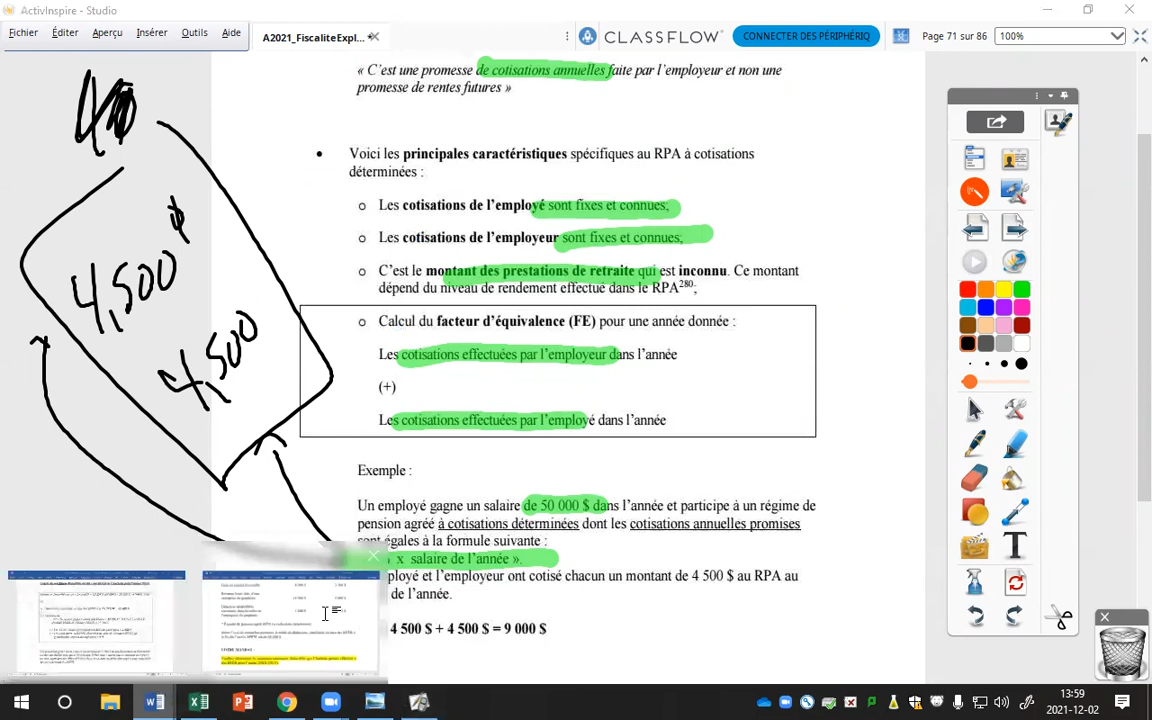 ActivInspire - Studio
Fichier Éditer Aperçu Insérer Outils Aide
A2021_FiscaliteExpl...
CLASSFLOW
CONNECTER DES PÉRIPHÉRIQ
Page 71 sur 86
100%
« C'est une promesse de cotisations annuelles faite par l'employeur et non une
promesse de rentes futures »
• Voici les principales caractéristiques spécifiques au RPA à cotisations
déterminées :
o Les cotisations de l'employé sont fixes et connues;
o Les cotisations de l'employeur sont fixes et connues;
o C'est le montant des prestations de retraite qui est inconnu. Ce montant
dépend du niveau de rendement effectué dans le RPA280;
o Calcul du facteur d'équivalence (FE) pour une année donnée :
Les cotisations effectuées par l'employeur dans l'année
(+)
Les cotisations effectuées par l'employé dans l'année
4,500 $
4,500
Exemple :
Un employé gagne un salaire de 50 000 $ dans l'année et participe à un régime de
pension agréé à cotisations déterminées dont les cotisations annuelles promises
sont égales à la formule suivante :
x salaire de l'année ».
ployé et l'employeur ont cotisé chacun un montant de 4 500 $ au RPA au
de l'année.
4 500 $ + 4 500 $ = 9 000 $
13:59
2021-12-02